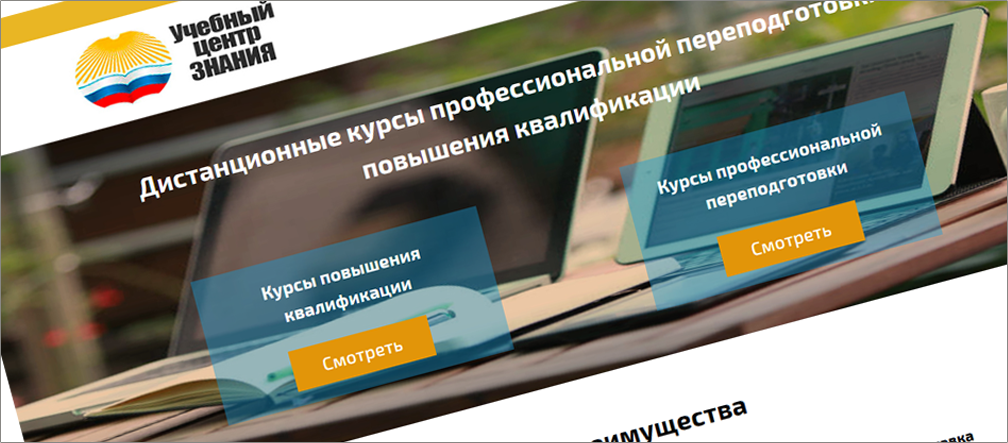 Учебный
центр
ЗНАНИЯ
Дистанционные курсы профессиональной переподготовки
повышения квалификации
Курсы профессиональной
переподготовки
Смотреть
Курсы повышения
квалификации
Смотреть